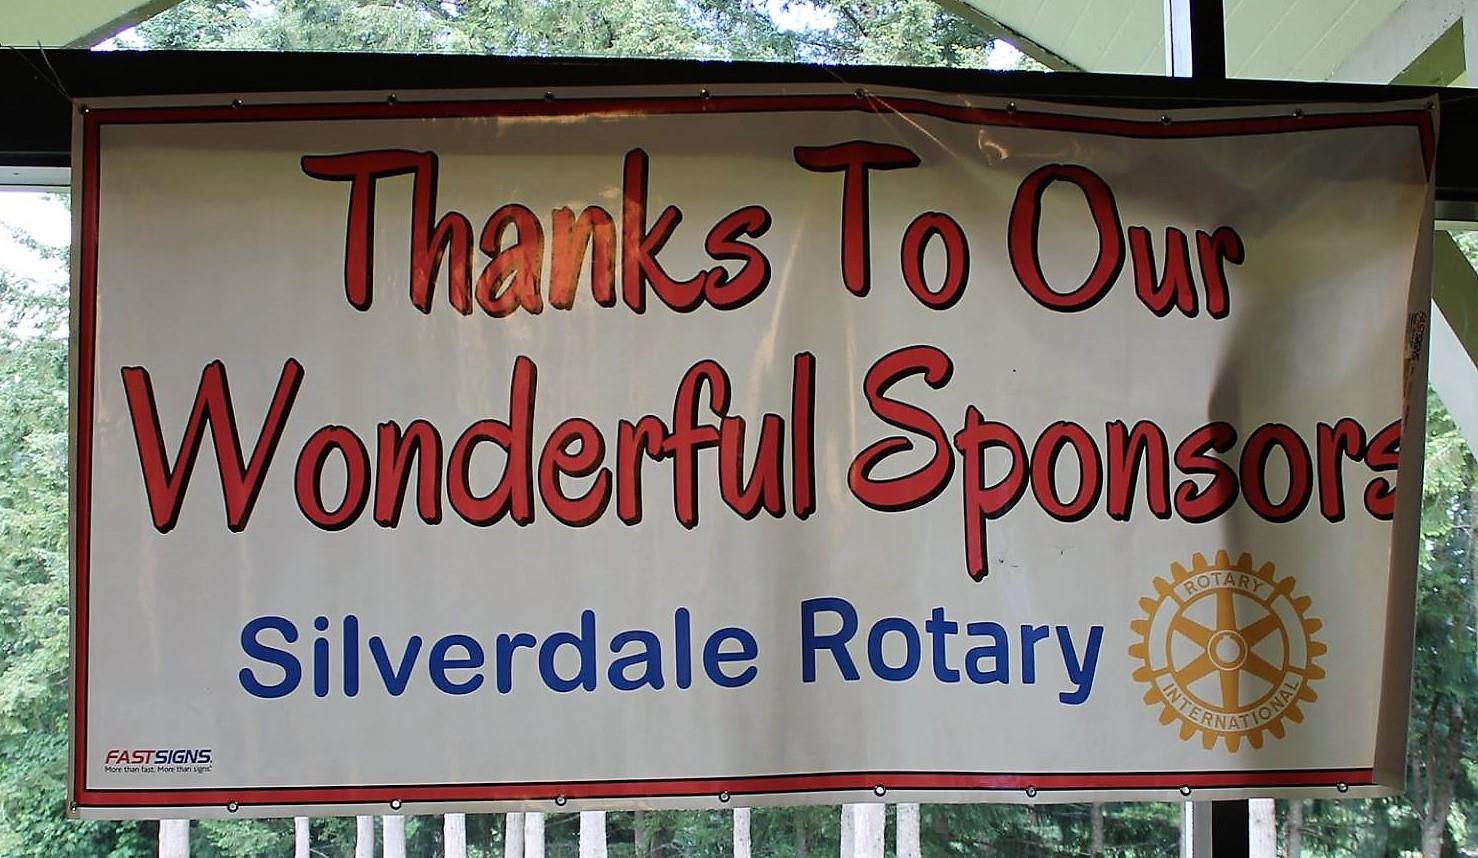 Thanks To Our
Wonderful Sponsors
Silverdale Rotary
ROTARY
INTERNATIONAL
FASTSIGNS.
More than fast. More than signs.